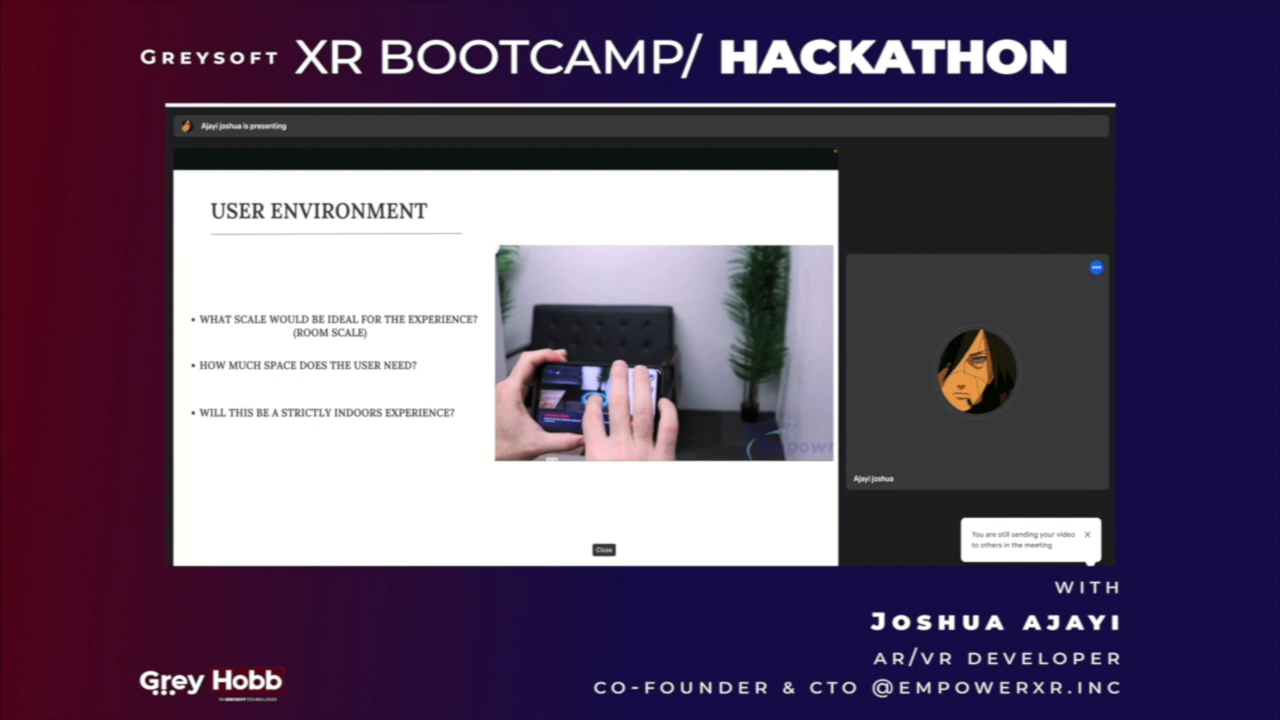 GREYSOFT XR BOOTCAMP/ HACKATHON
Ajayi joshua is presenting
USER ENVIRONMENT
• WHAT SCALE WOULD BE IDEAL FOR THE EXPERIENCE?
(ROOM SCALE)
• HOW MUCH SPACE DOES THE USER NEED?
• WILL THIS BE A STRICTLY INDOORS EXPERIENCE?
Ajayi joshua
You are still sending your video
to others in the meeting
Close
WITH
JOSHUA AJAYI
AR/VR DEVELOPER
CO-FOUNDER & CTO @EMPOWERXR.INC
Grey Hobb
BY GREYSOFT TECHNOLOGIES